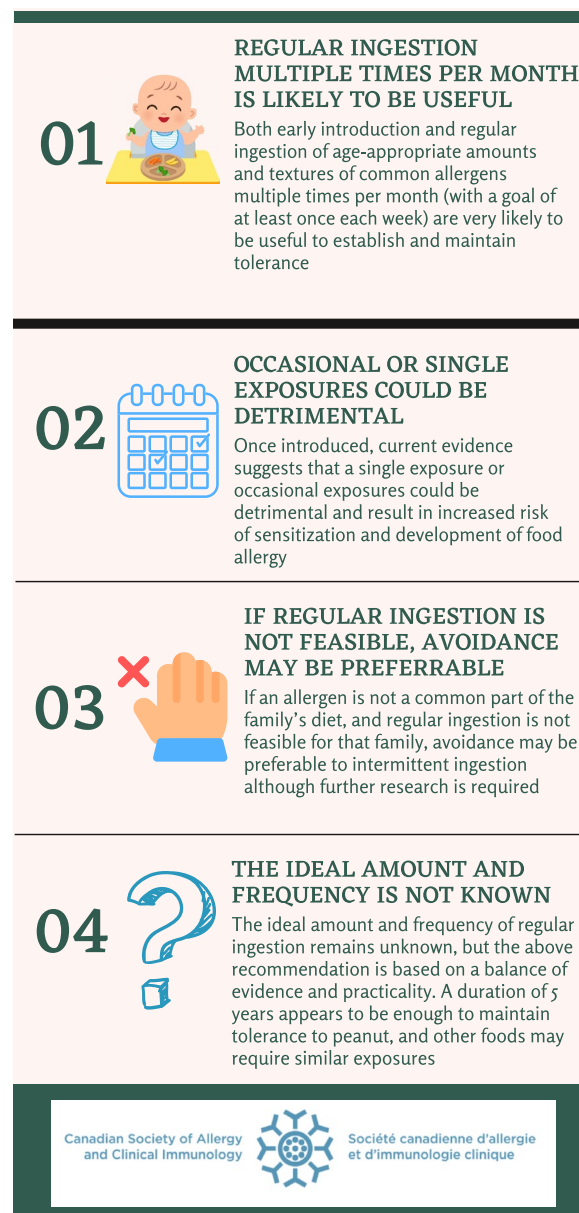 01
REGULAR INGESTION
MULTIPLE TIMES PER MONTH
IS LIKELY TO BE USEFUL
Both early introduction and regular
ingestion of age-appropriate amounts
and textures of common allergens
multiple times per month (with a goal of
at least once each week) are very likely to
be useful to establish and maintain
tolerance
02
OCCASIONAL OR SINGLE
EXPOSURES COULD BE
DETRIMENTAL
Once introduced, current evidence
suggests that a single exposure or
occasional exposures could be
detrimental and result in increased risk
of sensitization and development of food
allergy
03
IF REGULAR INGESTION IS
NOT FEASIBLE, AVOIDANCE
MAY BE PREFERRABLE
If an allergen is not a common part of the
family's diet, and regular ingestion is not
feasible for that family, avoidance may be
preferable to intermittent ingestion
although further research is required
04
THE IDEAL AMOUNT AND
FREQUENCY IS NOT KNOWN
The ideal amount and frequency of regular
ingestion remains unknown, but the above
recommendation is based on a balance of
evidence and practicality. A duration of 5
years appears to be enough to maintain
tolerance to peanut, and other foods may
require similar exposures
Canadian Society of Allergy
and Clinical Immunology
Société canadienne d'allergie
et d'immunologie clinique